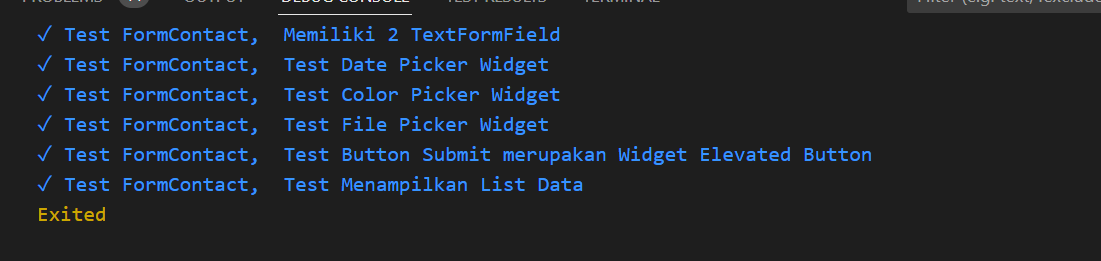 PROBLEMS OUTPUT DEBUG CONSOLE TEST RESULTS TERMINAL Filter (e.g. text, !exclude
✓ Test FormContact, Memiliki 2 TextFormField
✓ Test FormContact, Test Date Picker Widget
✓ Test FormContact, Test Color Picker Widget
✓ Test FormContact, Test File Picker Widget
✓ Test FormContact, Test Button Submit merupakan Widget Elevated Button
✓ Test FormContact, Test Menampilkan List Data
Exited